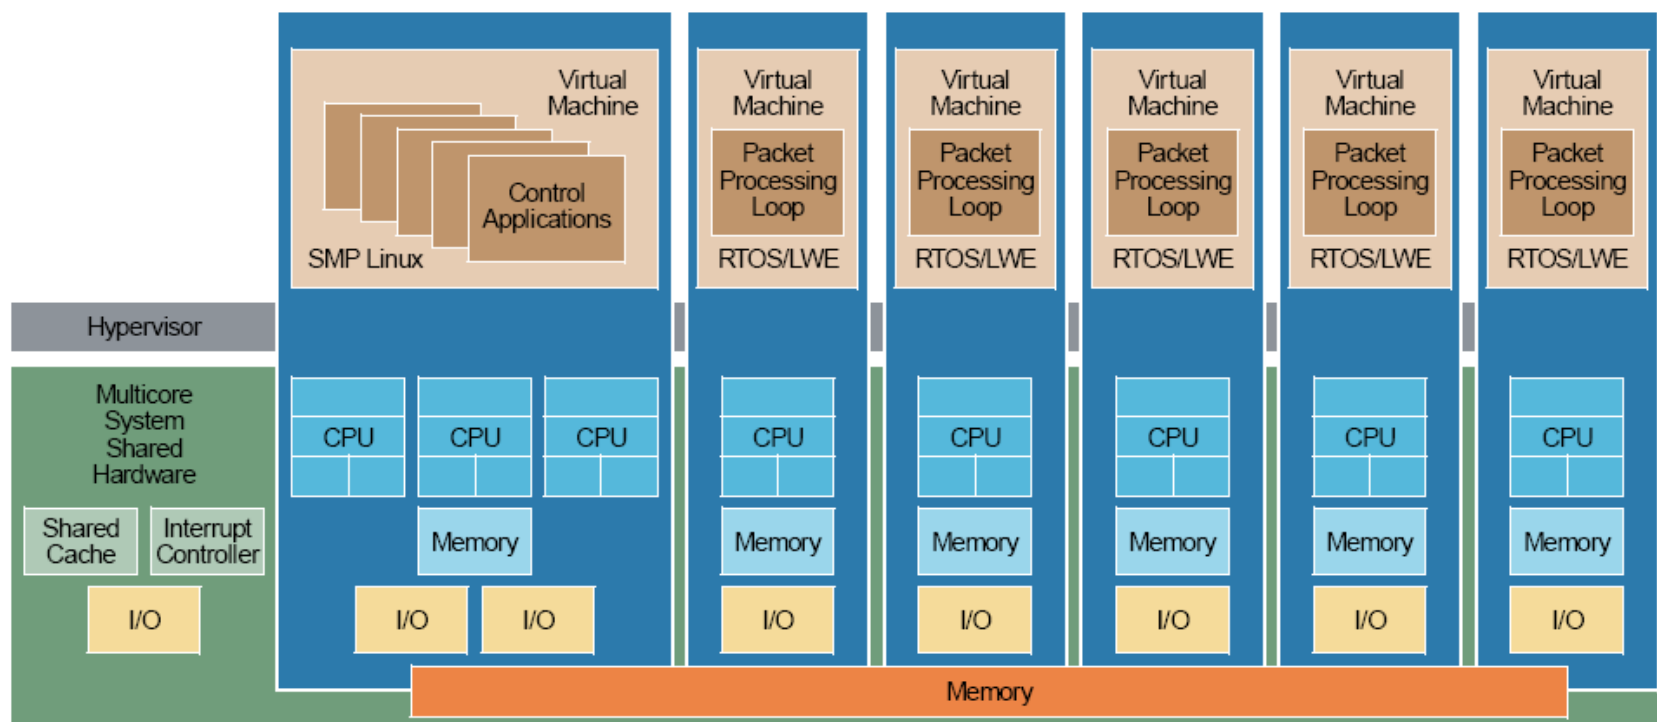 Virtual
Machine
Control
Applications
SMP Linux
Virtual
Machine
Packet
Processing
Loop
RTOS/LWE
Virtual
Machine
Packet
Processing
Loop
RTOS/LWE
Virtual
Machine
Packet
Processing
Loop
RTOS/LWE
Virtual
Machine
Packet
Processing
Loop
RTOS/LWE
Virtual
Machine
Packet
Processing
Loop
RTOS/LWE
Hypervisor
Multicore
System
Shared
Hardware
Shared
Cache
Interrupt
Controller
I/O
CPU
CPU
CPU
Memory
I/O
I/O
CPU
Memory
I/O
CPU
Memory
I/O
CPU
Memory
I/O
CPU
Memory
I/O
CPU
Memory
I/O
Memory